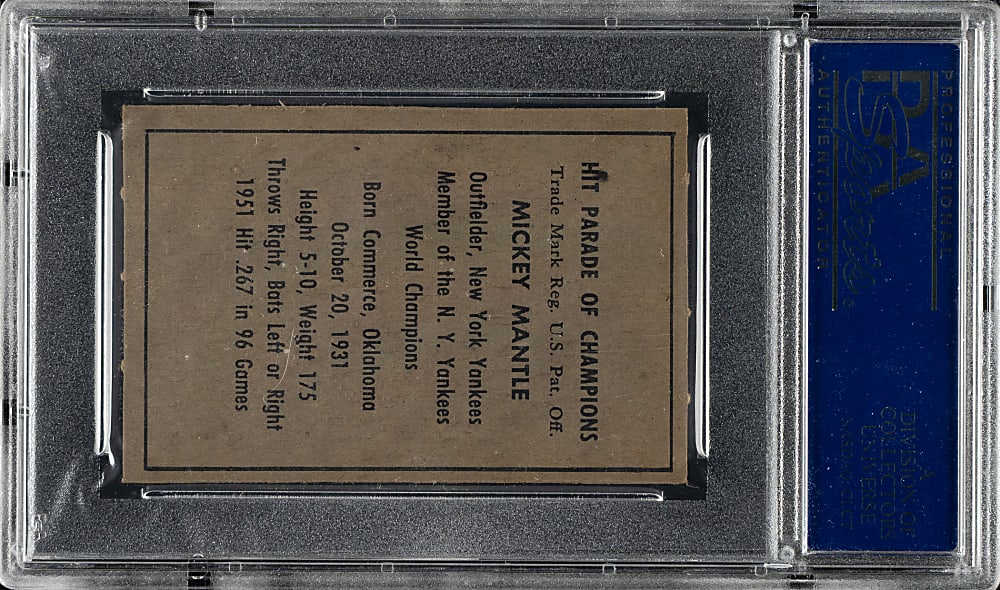 HIT PARADE OF CHAMPIONS
Trade Mark Reg. U.S. Pat. Off.
MICKEY MANTLE
Outfielder, New York Yankees
Member of the N. Y. Yankees
World Champions
Born Commerce, Oklahoma
October 20, 1931
Height 5-10, Weight 175
Throws Right, Bats Left or Right
1951 Hit 267 in 96 Games
PROFESSIONAL
PSA
AUTHENTICATOR
A
DIVISION OF
COLLECTORS
UNIVERSE